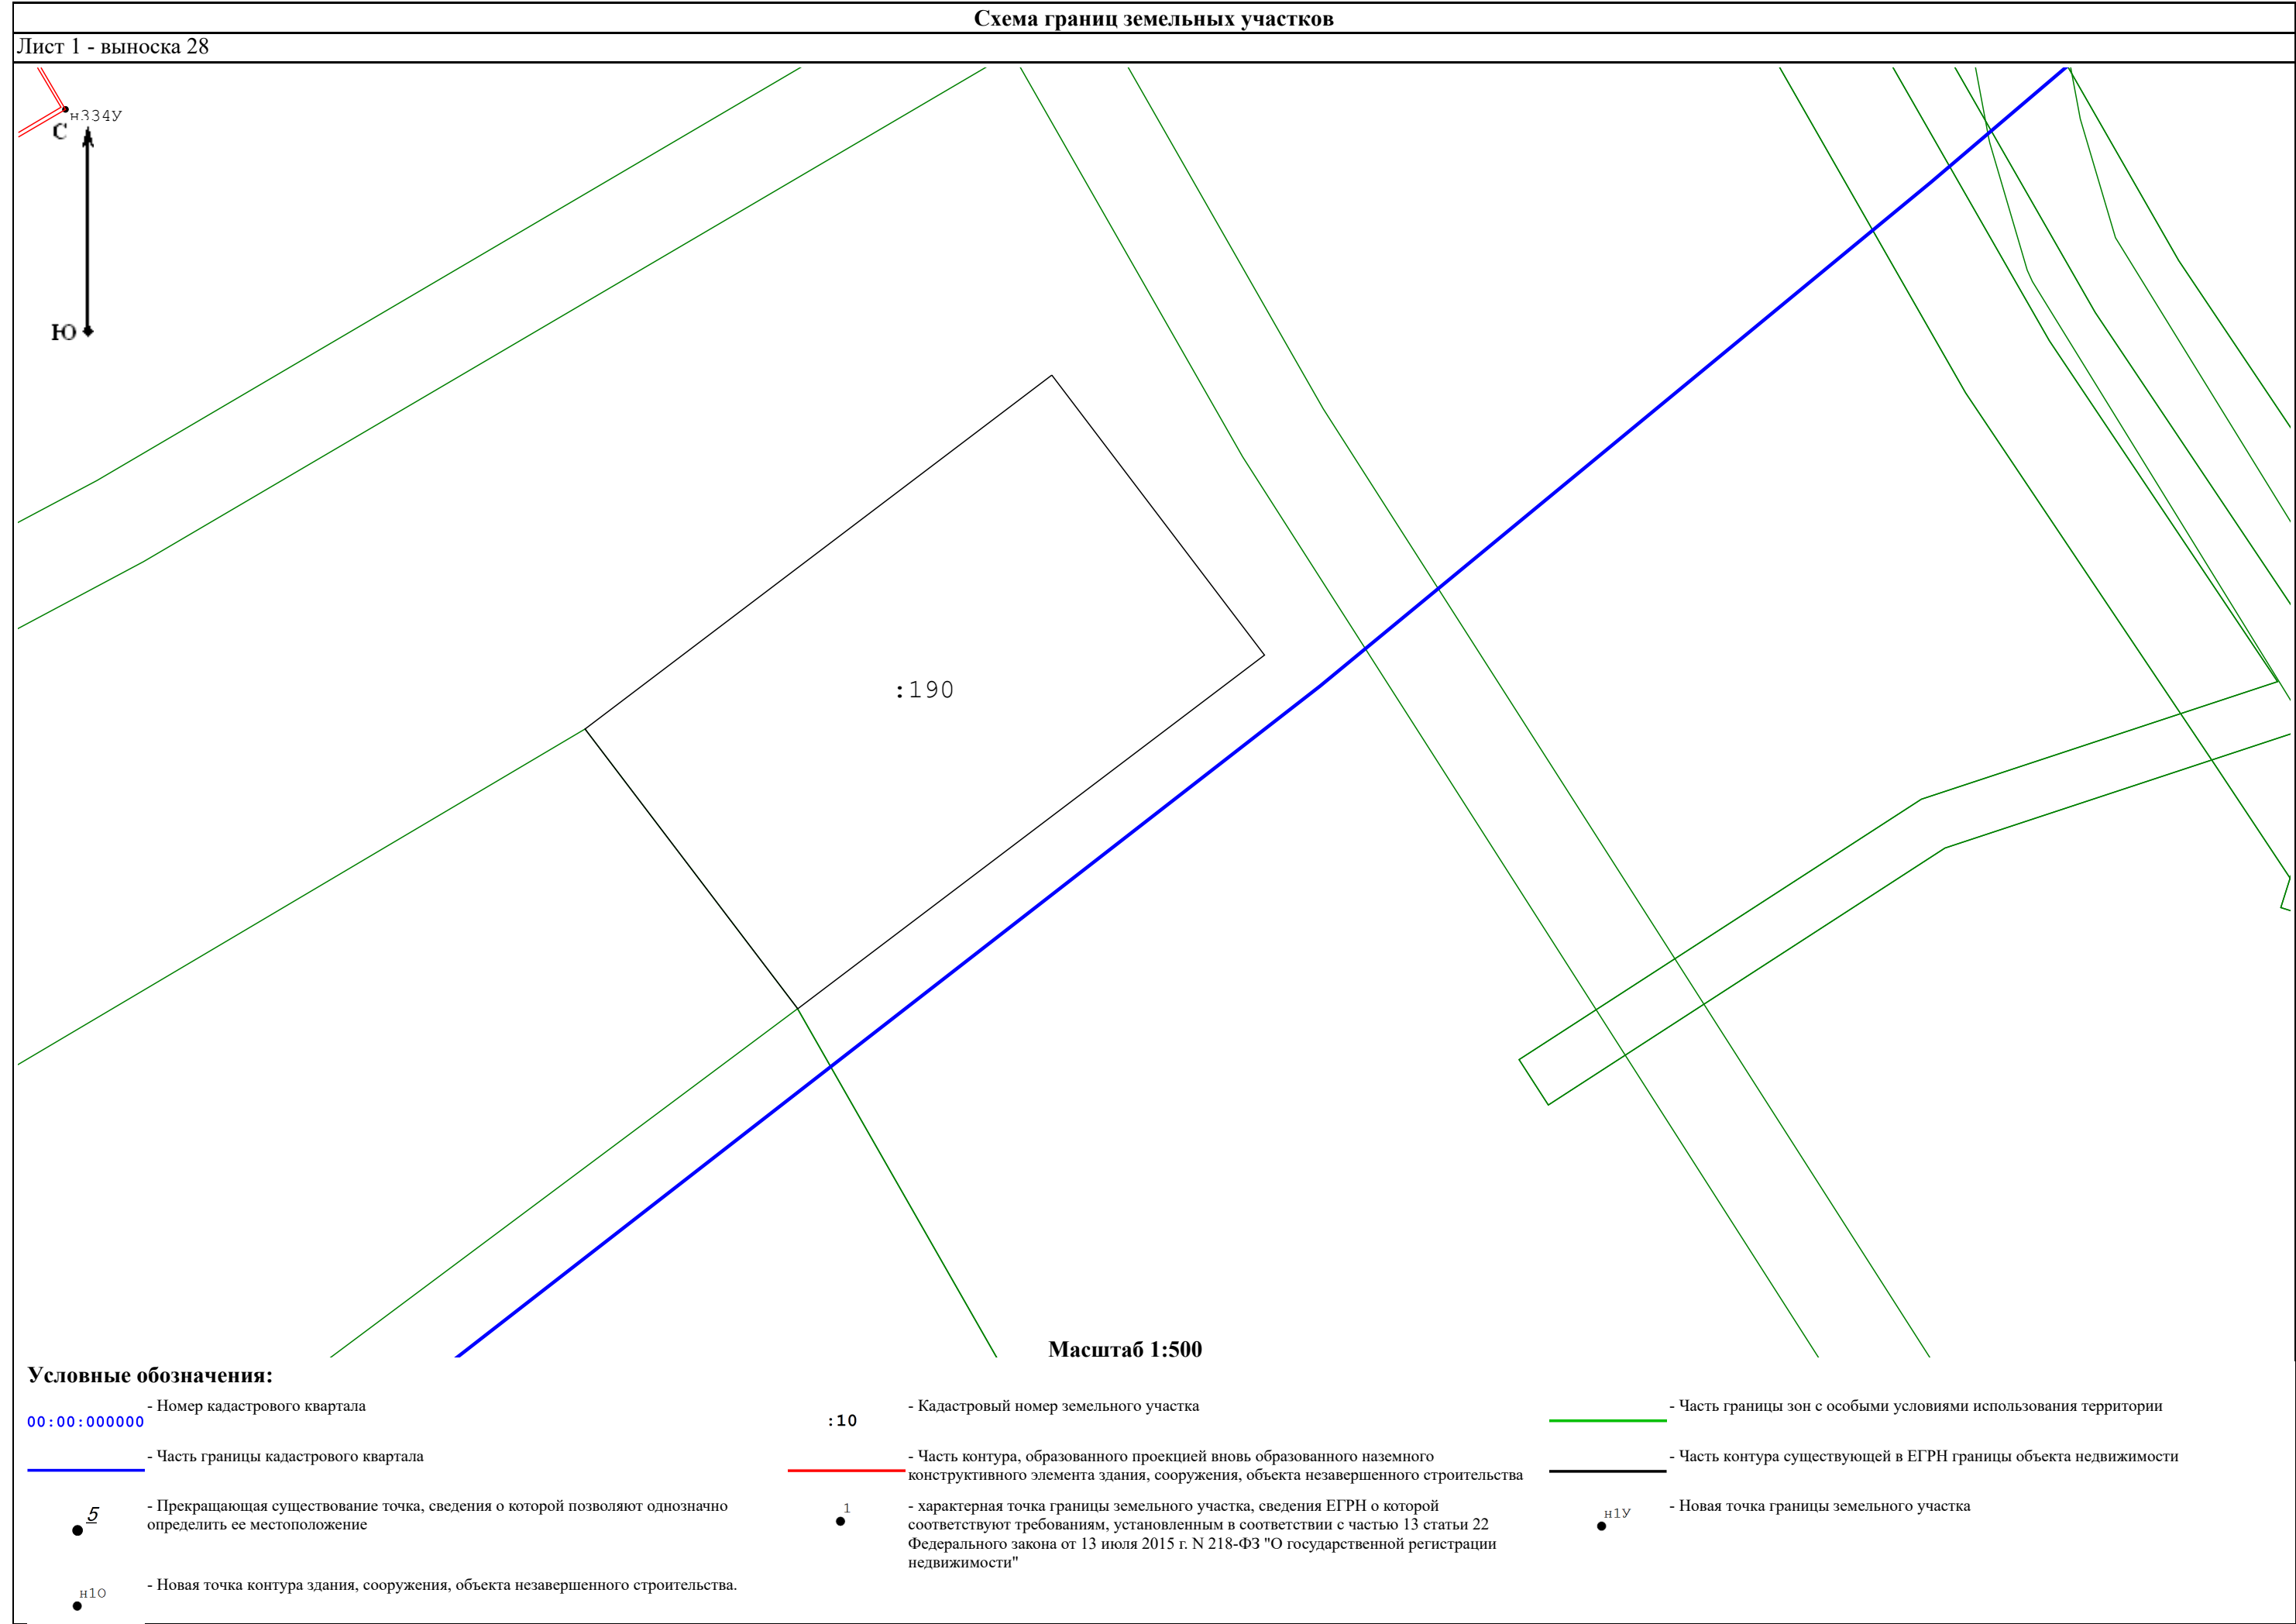 Схема границ земельных участков
Лист 1 - выноска 28
н334У
С
Ю
:190
Масштаб 1:500
Условные обозначения:
00:00:000000
- Номер кадастрового квартала
:10
- Кадастровый номер земельного участка
- Часть границы зон с особыми условиями использования территории
- Часть границы кадастрового квартала
- Часть контура, образованного проекцией вновь образованного наземного
конструктивного элемента здания, сооружения, объекта незавершенного строительства
- Часть контура существующей в ЕГРН границы объекта недвижимости
5
- Прекращающая существование точка, сведения о которой позволяют однозначно
определить ее местоположение
1
- характерная точка границы земельного участка, сведения ЕГРН о которой
соответствуют требованиям, установленным в соответствии с частью 13 статьи 22
Федерального закона от 13 июля 2015 г. N 218-ФЗ "О государственной регистрации
недвижимости"
н1У
- Новая точка границы земельного участка
н1О
- Новая точка контура здания, сооружения, объекта незавершенного строительства.